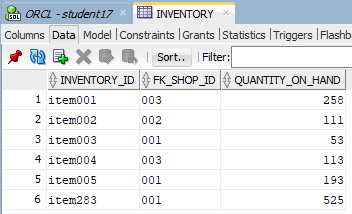 SQL ORCL - student17 INVENTORY
Columns Data Model Constraints Grants Statistics Triggers Flashb
Sort.. Filter:
INVENTORY_ID FK_SHOP_ID QUANTITY_ON_HAND
1 item001 003 258
2 item002 002 111
3 item003 001 53
4 item004 003 113
5 item005 001 193
6 item283 001 525